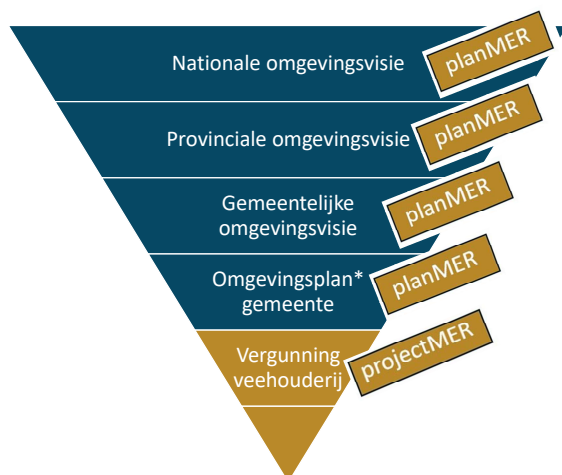 Nationale omgevingsvisie
planMER
Provinciale omgevingsvisie
planMER
Gemeentelijke
omgevingsvisie
planMER
Omgevingsplan*
gemeente
planMER
Vergunning
veehouderij
projectMER